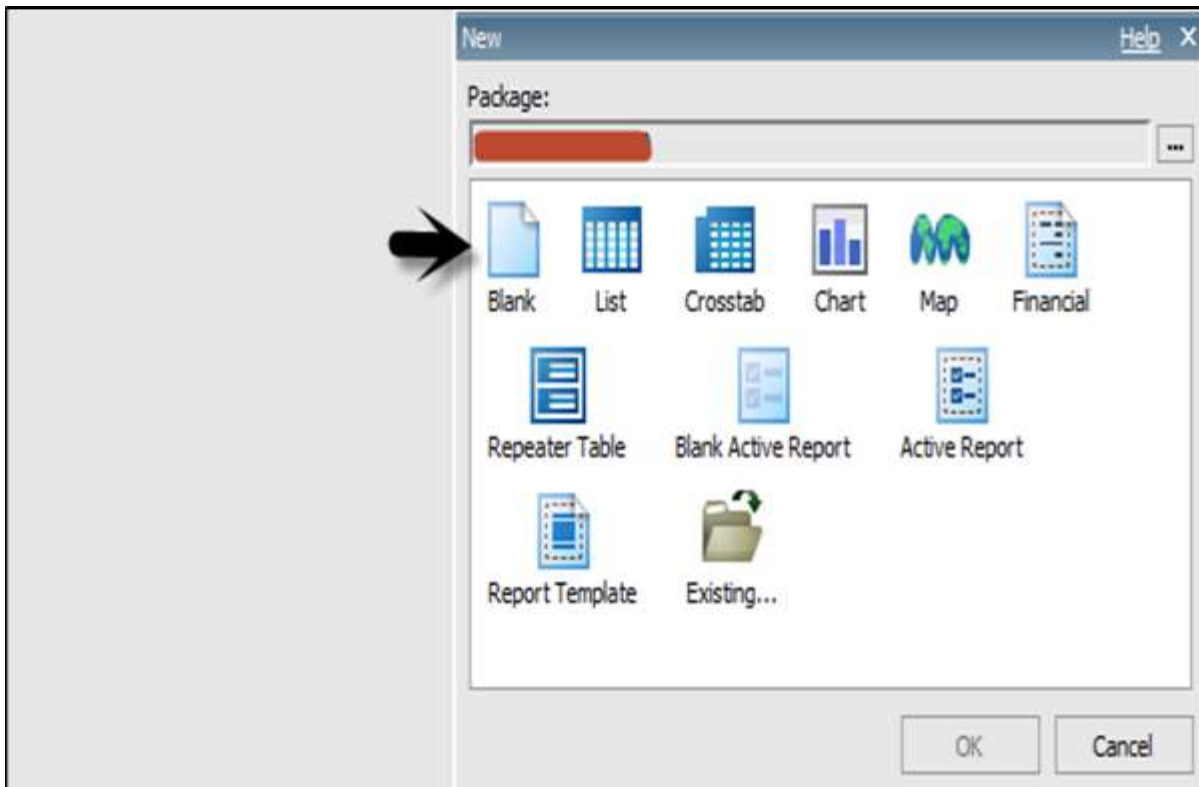 New Help X
Package:
...
Blank List Crosstab Chart Map Financial
Repeater Table Blank Active Report Active Report
Report Template Existing...
OK Cancel